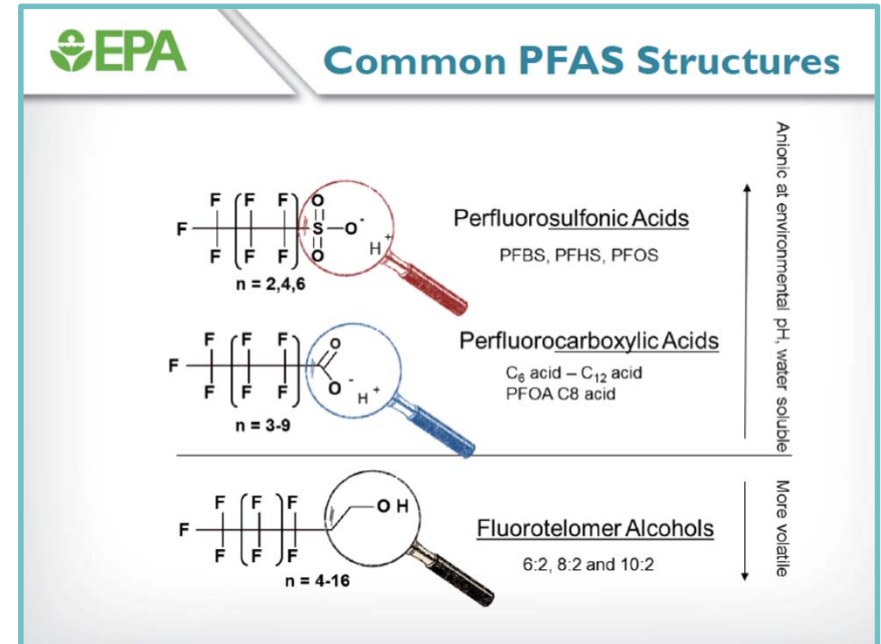 EPA
Common PFAS Structures
F F F O
F S O -
F F F O H +
n = 2,4,6
Perfluorosulfonic Acids
PFBS, PFHS, PFOS
F F F O
F
F F F O - H +
n = 3-9
Perfluorocarboxylic Acids
C6 acid – C12 acid
PFOA C8 acid
F F F
F O H
F F F
n = 4-16
Fluorotelomer Alcohols
6:2, 8:2 and 10:2
Anionic at environmental
pH, water soluble
More volatile